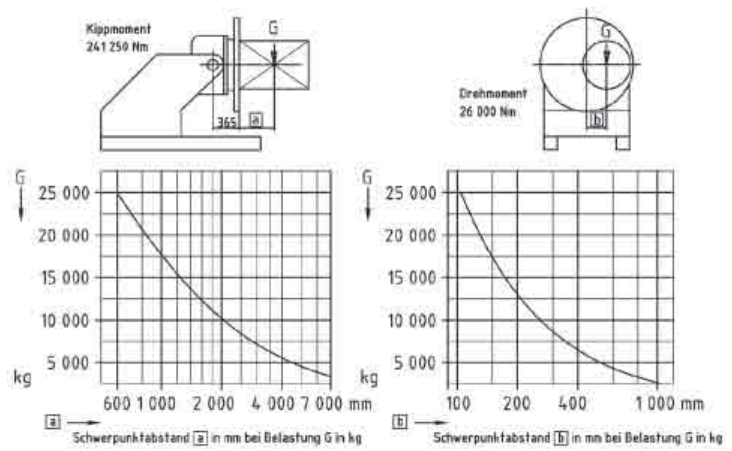 Kippmoment
241 250 Nm
G
365 a
G
Drehmoment
26 000 Nm
b
G
25 000
20 000
15 000
10 000
5 000
kg
600 1 000 2 000 4 000 7 000 mm
a
Schwerpunktabstand a in mm bei Belastung G in kg
G
25 000
20 000
15 000
10 000
5 000
kg
100 200 400 1 000 mm
Schwerpunktabstand b in mm bei Belastung G in kg